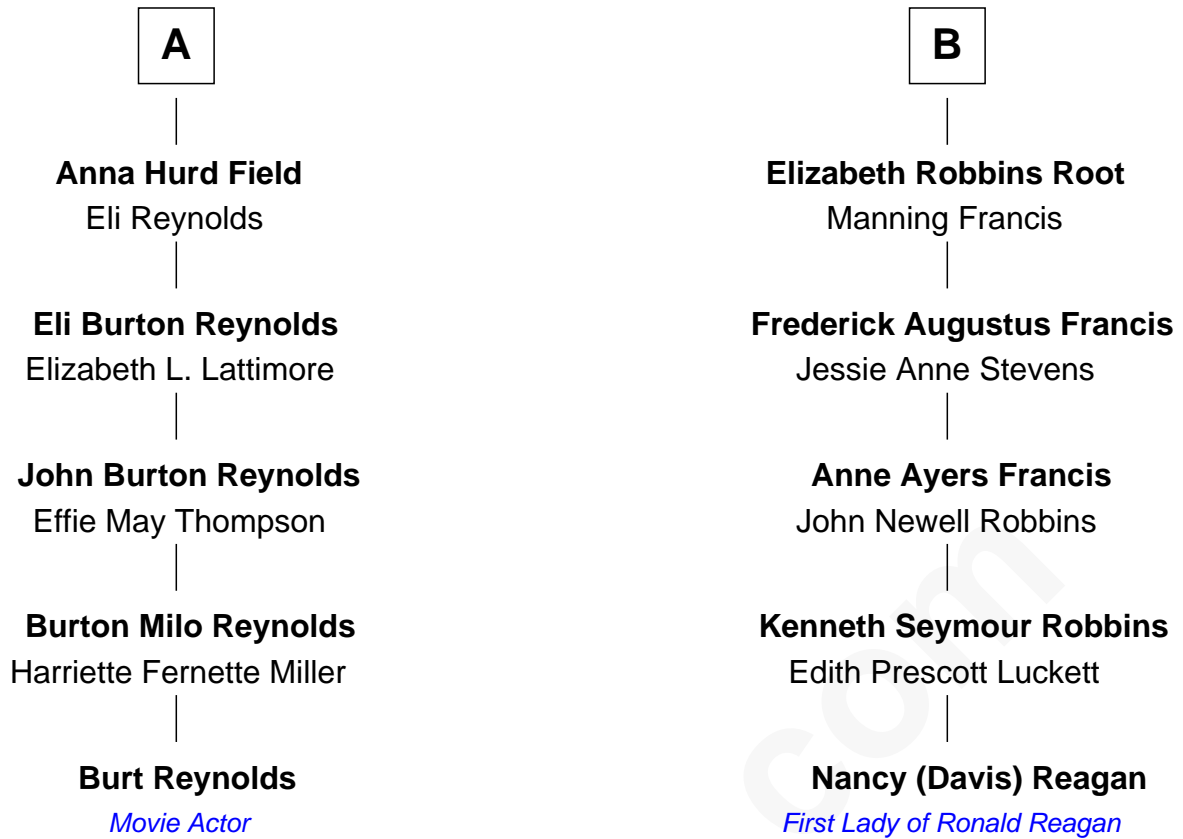 A
Anna Hurd Field
Eli Reynolds
Eli Burton Reynolds
Elizabeth L. Lattimore
John Burton Reynolds
Effie May Thompson
Burton Milo Reynolds
Harriette Fernette Miller
Burt Reynolds
Movie Actor
B
Elizabeth Robbins Root
Manning Francis
Frederick Augustus Francis
Jessie Anne Stevens
Anne Ayers Francis
John Newell Robbins
Kenneth Seymour Robbins
Edith Prescott Luckett
Nancy (Davis) Reagan
First Lady of Ronald Reagan
com